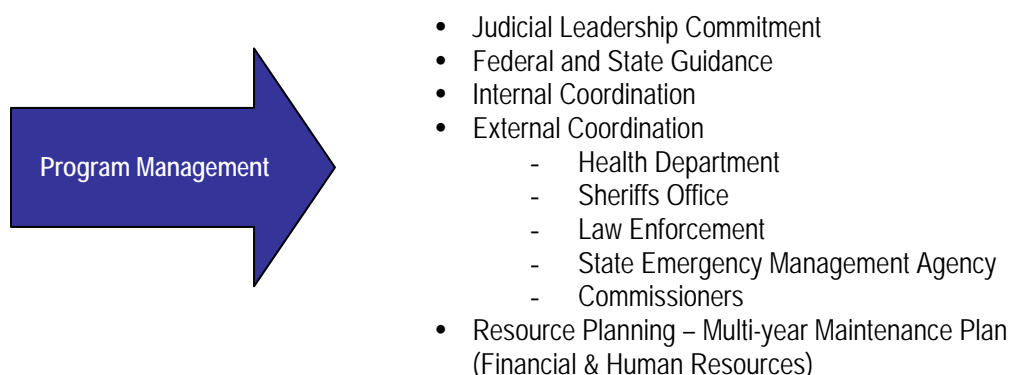 Program Management
• Judicial Leadership Commitment
• Federal and State Guidance
• Internal Coordination
• External Coordination
- Health Department
- Sheriffs Office
- Law Enforcement
- State Emergency Management Agency
- Commissioners
• Resource Planning – Multi-year Maintenance Plan
(Financial & Human Resources)